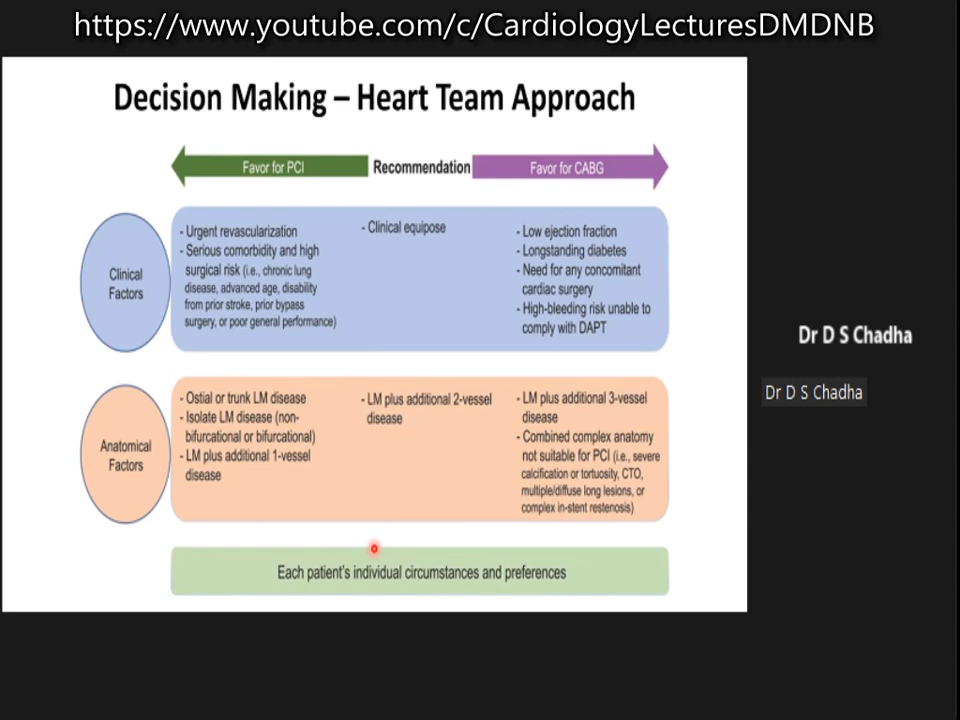 https://www.youtube.com/c/CardiologyLecturesDMDNB
Decision Making – Heart Team Approach
Favor for PCI
Recommendation
Favor for CABG
Clinical
Factors
- Urgent revascularization
- Serious comorbidity and high
surgical risk (i.e., chronic lung
disease, advanced age, disability
from prior stroke, prior bypass
surgery, or poor general performance)
- Clinical equipose
- Low ejection fraction
- Longstanding diabetes
- Need for any concomitant
cardiac surgery
- High-bleeding risk unable to
comply with DAPT
Anatomical
Factors
- Ostial or trunk LM disease
- Isolate LM disease (non-
bifurcational or bifurcational)
- LM plus additional 1-vessel
disease
- LM plus additional 2-vessel
disease
- LM plus additional 3-vessel
disease
- Combined complex anatomy
not suitable for PCI (i.e., severe
calcification or tortuosity, CTO,
multiple/diffuse long lesions, or
complex in-stent restenosis)
Each patient's individual circumstances and preferences
Dr D S Chadha
Dr D S Chadha